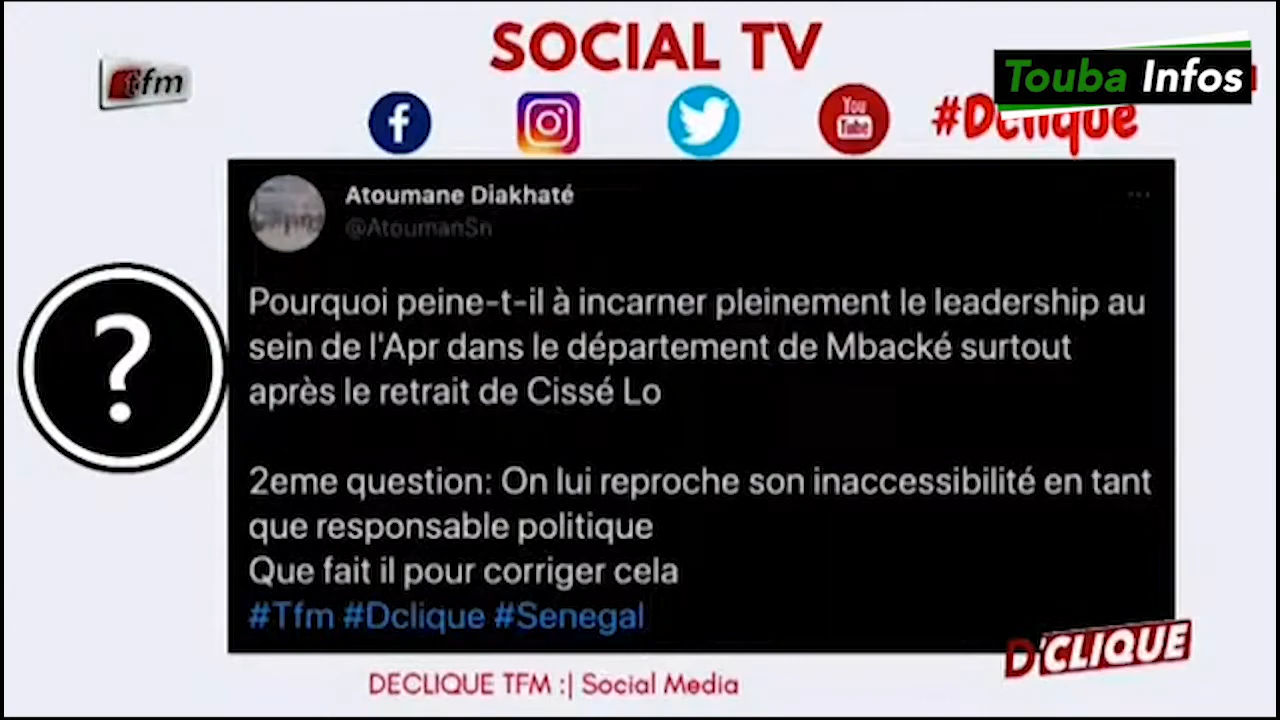 SOCIAL TV
tfm
Touba Infos
You
Tube
#Dclique
Atoumane Diakhaté
@AtoumanSn
Pourquoi peine-t-il à incarner pleinement le leadership au
sein de l'Apr dans le département de Mbacké surtout
après le retrait de Cissé Lo
2eme question: On lui reproche son inaccessibilité en tant
que responsable politique
Que fait il pour corriger cela
#Tfm #Dclique #Senegal
D'CLIQUE
DECLIQUE TFM :| Social Media